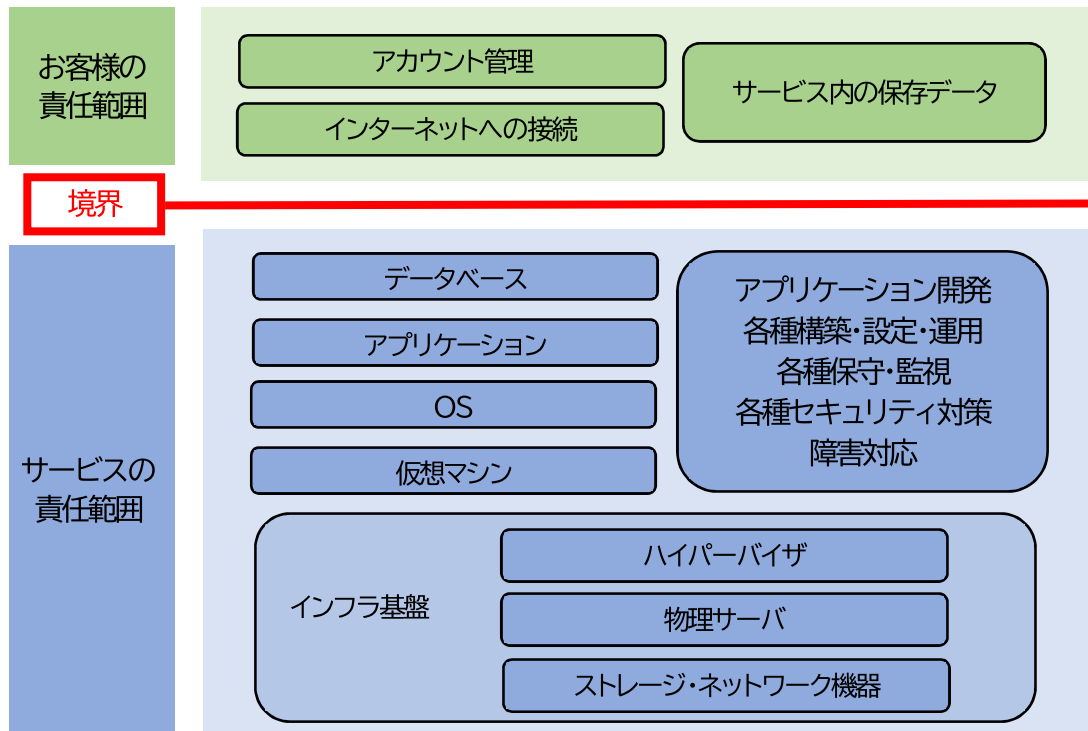 お客様の
責任範囲
アカウント管理
インターネットへの接続
サービス内の保存データ
境界
サービスの
責任範囲
データベース
アプリケーション
OS
仮想マシン
アプリケーション開発
各種構築・設定・運用
各種保守・監視
各種セキュリティ対策
障害対応
インフラ基盤
ハイパーバイザ
物理サーバ
ストレージ・ネットワーク機器